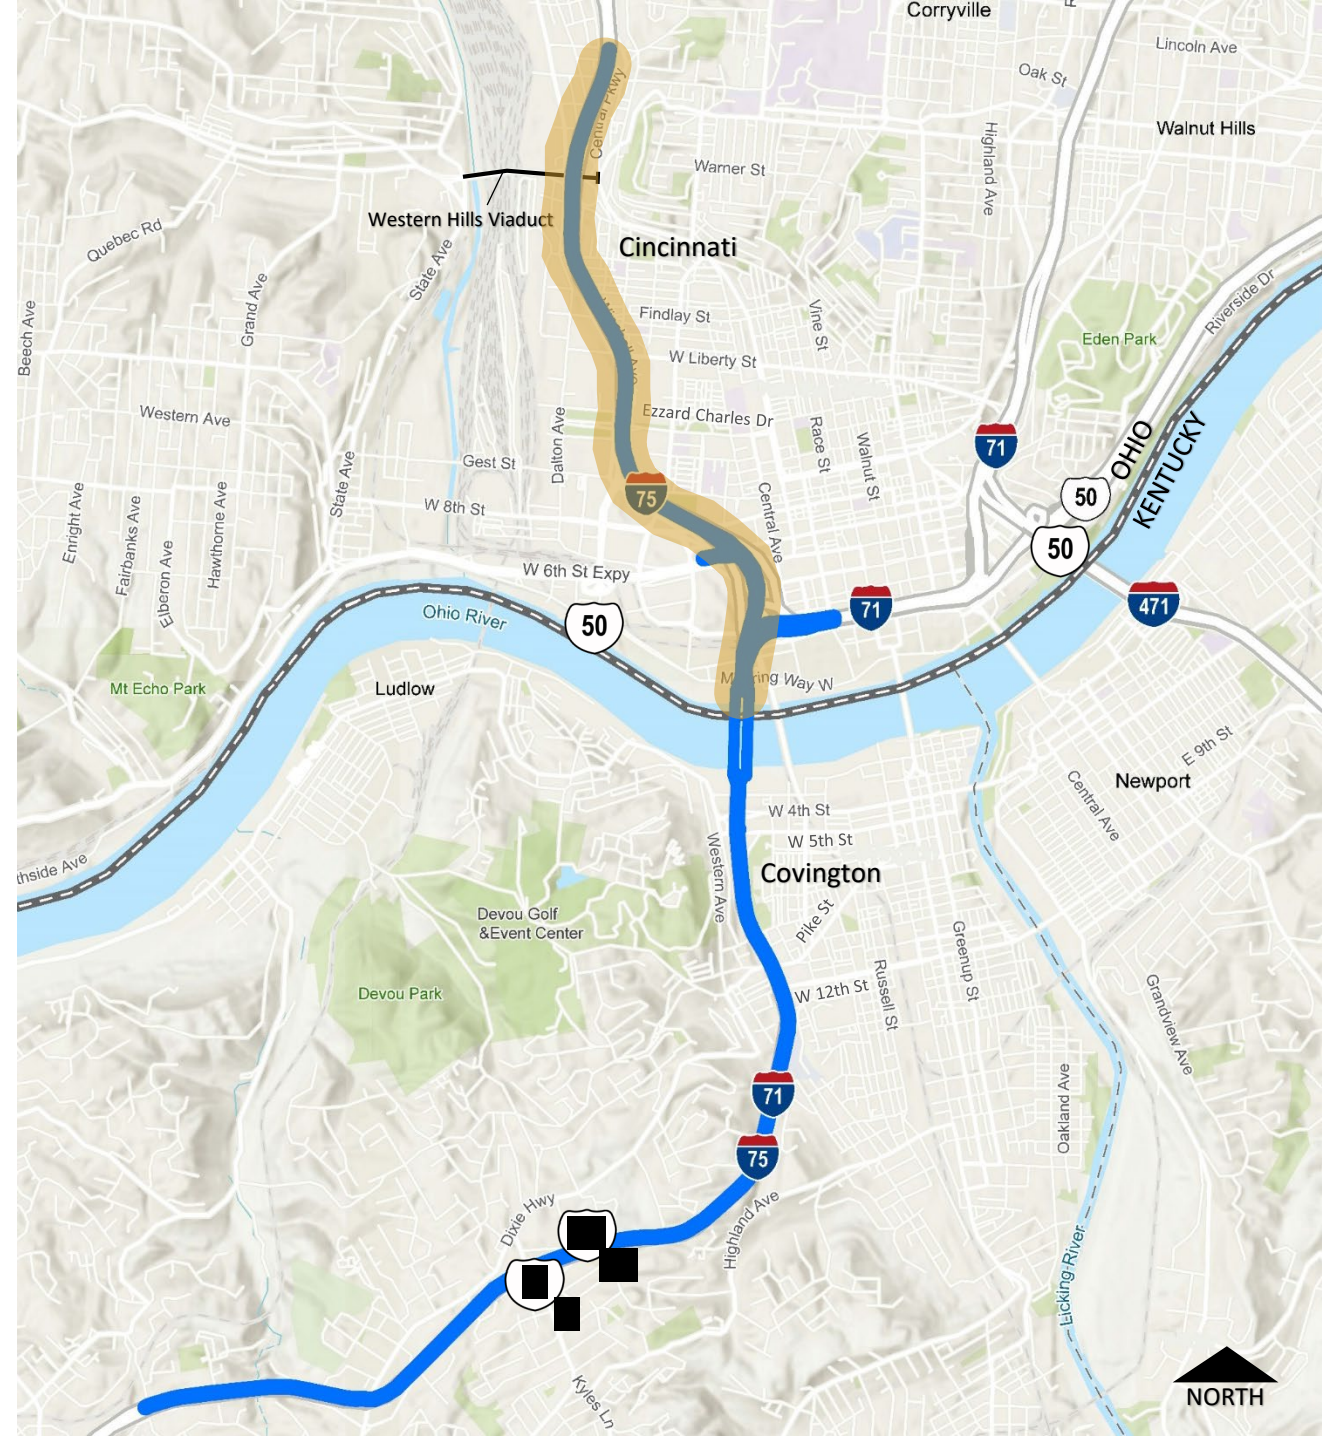 Corryville
Lincoln Ave
Oak St
Central Pkwy
Highland Ave
Walnut Hills
Warner St
Western Hills Viaduct
Quebec Rd
State Ave
Cincinnati
Grand Ave
Beech Ave
Findlay St
Vine St
Riverside Dr
Eden Park
W Liberty St
Western Ave
Dalton Ave
Ezzard Charles Dr
Race St
Walnut St
71
OHIO
KENTUCKY
Gest St
State Ave
75
50
Enright Ave
Fairbanks Ave
Hawthorne Ave
Elberon Ave
W 8th St
Central Ave
50
W 6th St Expy
Ohio River
50
71
471
Mt Echo Park
Ludlow
Way W
E 9th St
Newport
Central Ave
W 4th St
W 5th St
Western Ave
Covington
thside Ave
Devou Golf
&Event Center
Pike St
Greenup St
Devou Park
W 12th St
Russell St
Grandview Ave
71
Oakland Ave
75
Dixie Hwy
Highland Ave
Licking River
Kyles Ln
NORTH